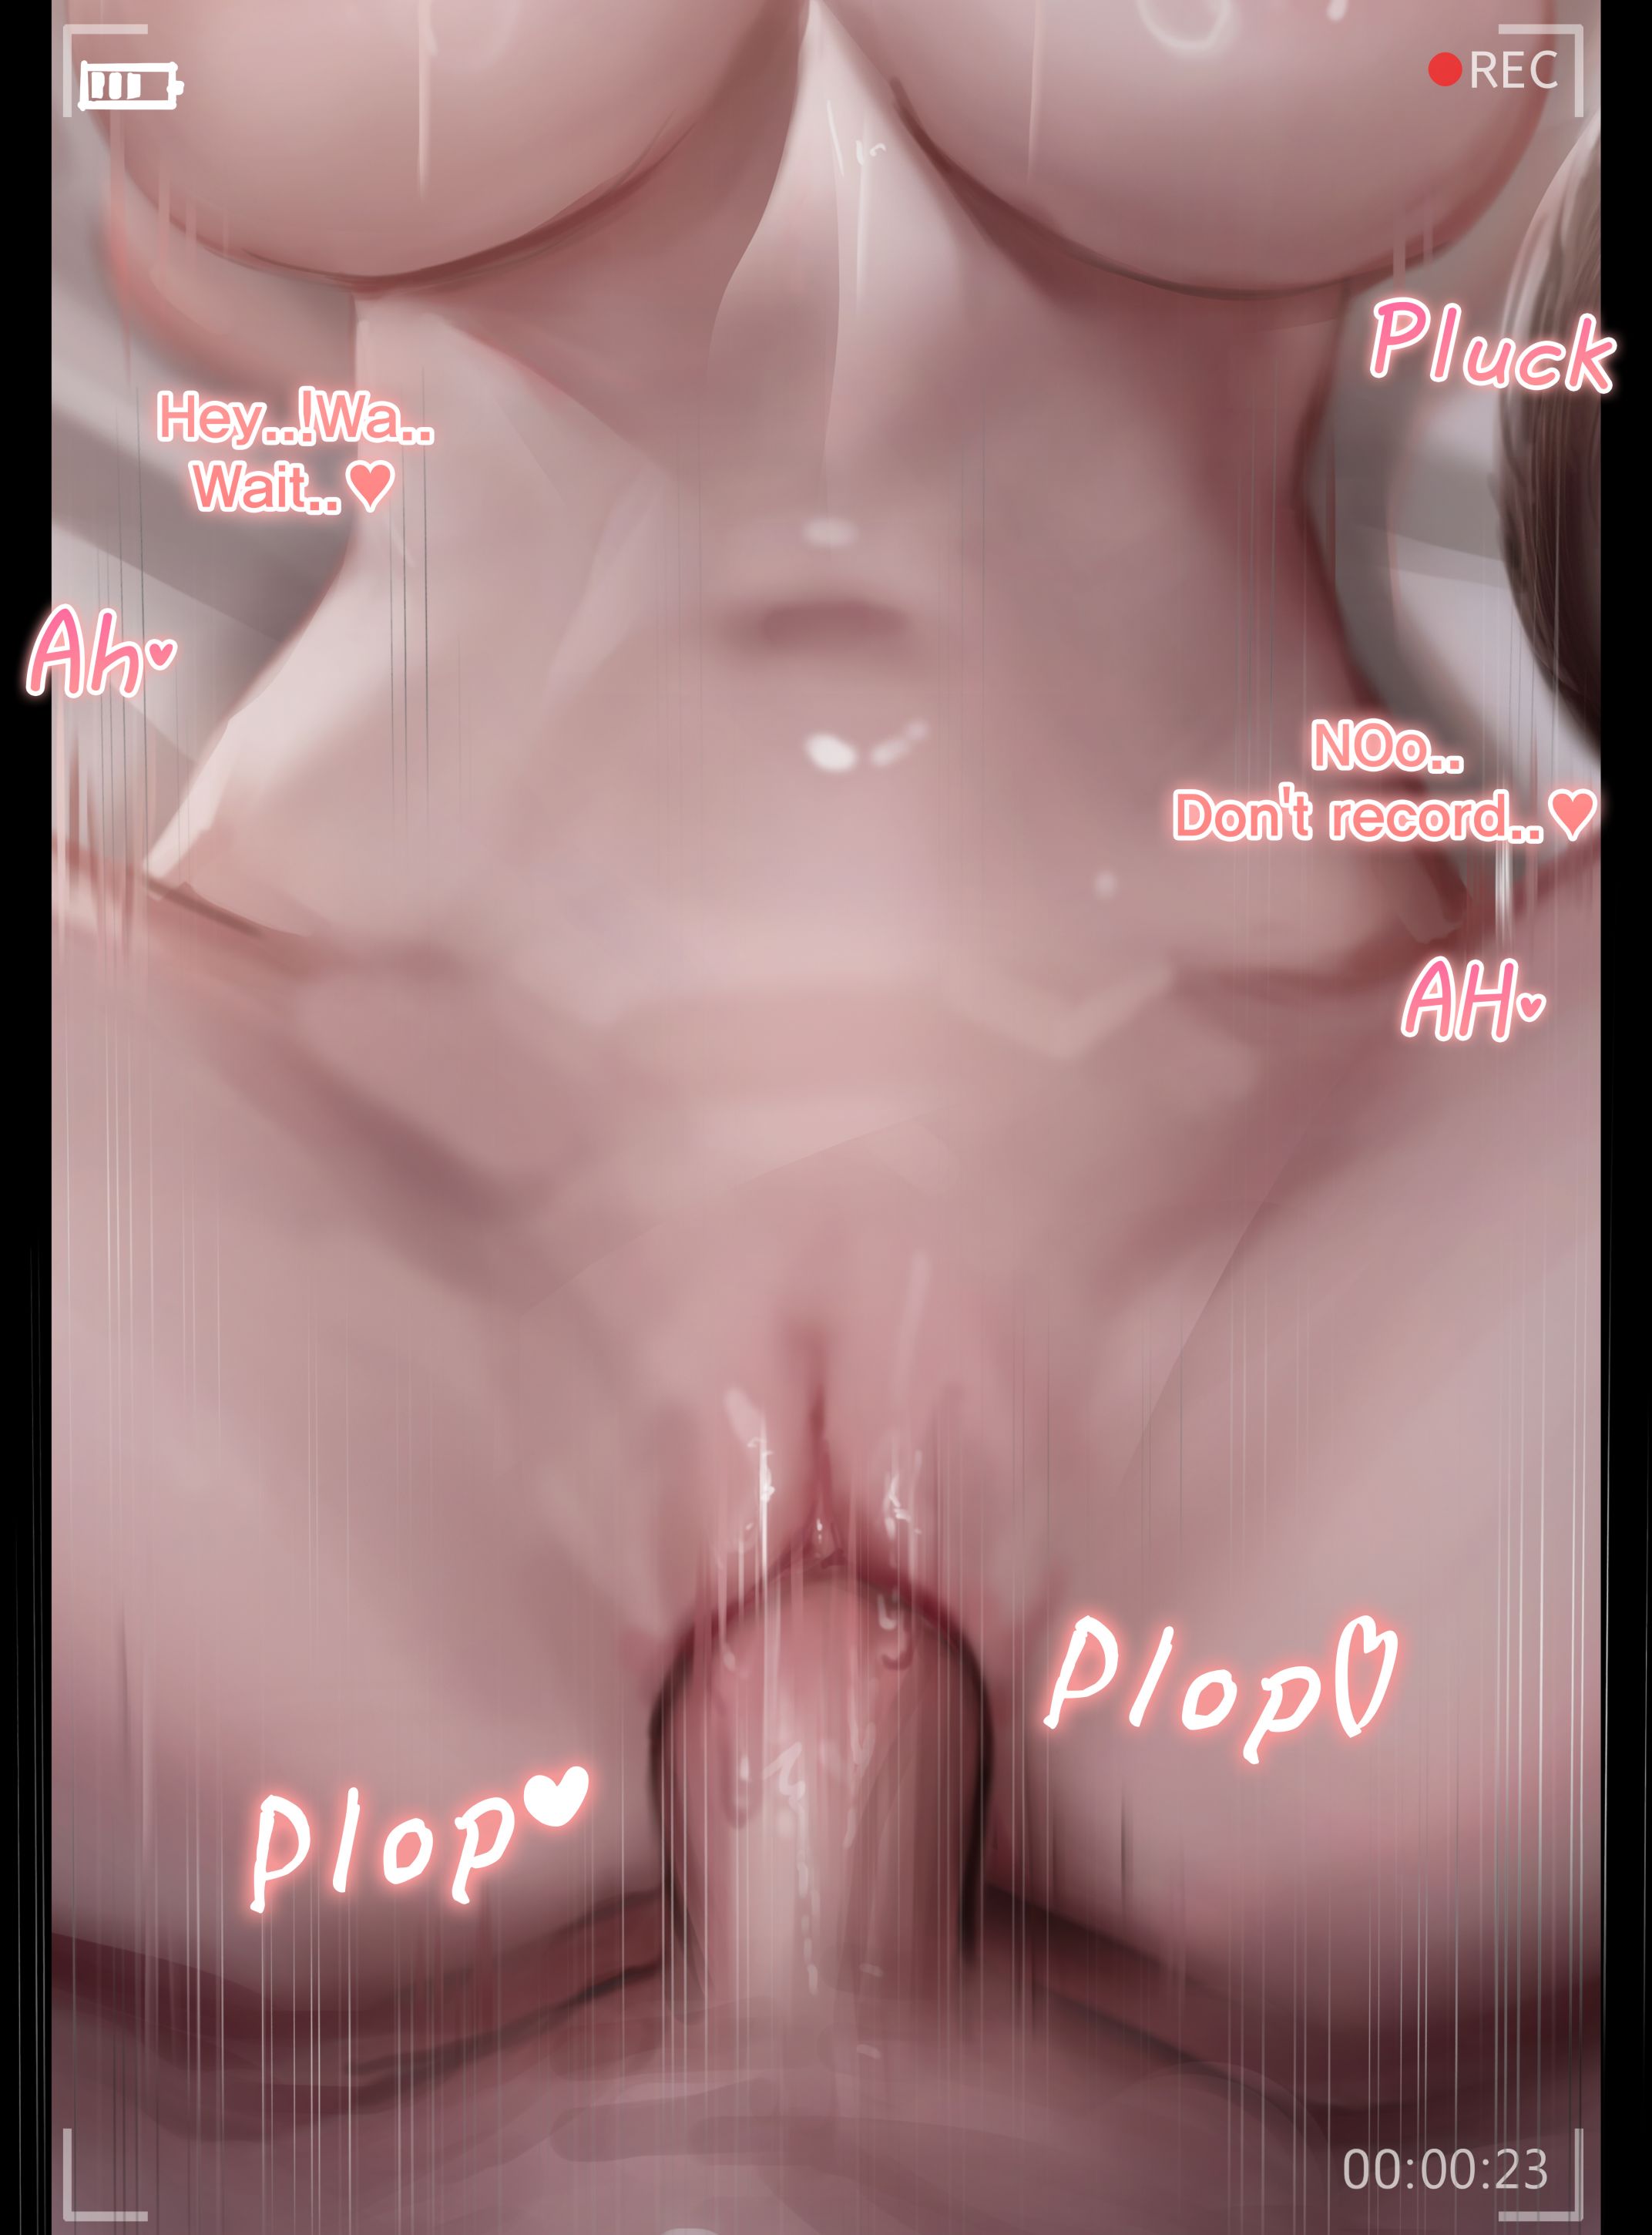 REC
Pluck
Hey..!Wa..
Wait..♥
Ah♥
NOo..
Don't record..♥
AH♥
Plop♡
Plop♥
00:00:23